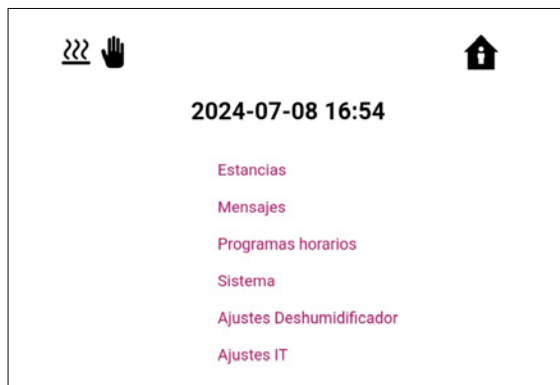 2024-07-08 16:54
Estancias
Mensajes
Programas horarios
Sistema
Ajustes Deshumidificador
Ajustes IT